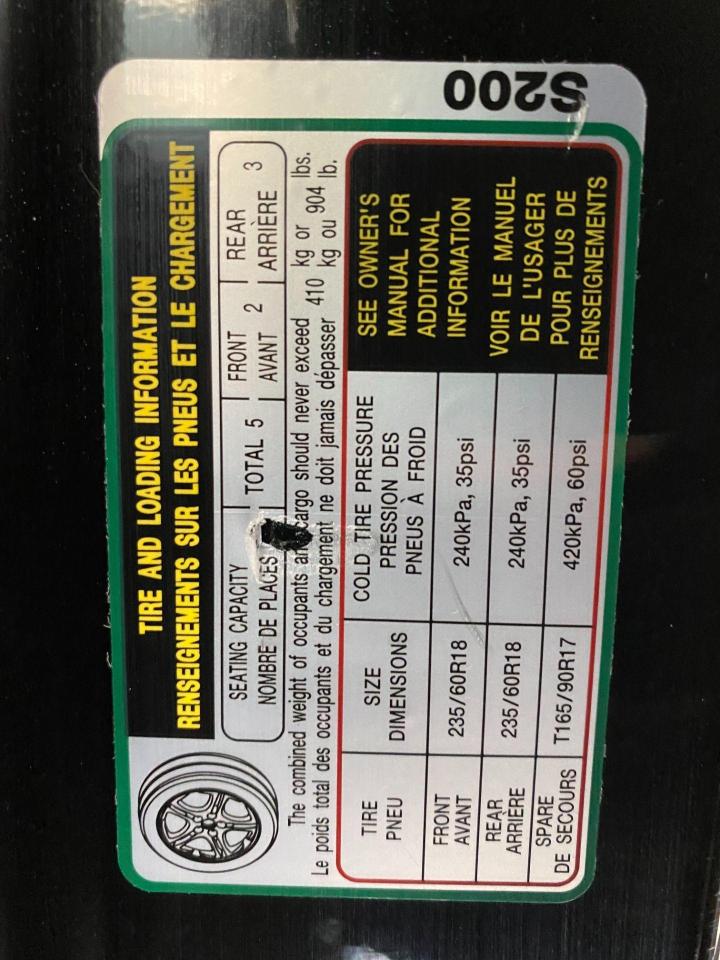 S200
TIRE AND LOADING INFORMATION
RENSEIGNEMENTS SUR LES PNEUS ET LE CHARGEMENT
SEATING CAPACITY
NOMBRE DE PLACES
TOTAL 5
FRONT
AVANT 2
REAR
ARRIÈRE 3
The combined weight of occupants and cargo should never exceed 410 kg or lbs.
Le poids total des occupants et du chargement ne doit jamais dépasser kg ou 904 lb.
TIRE
PNEU
SIZE
DIMENSIONS
COLD TIRE PRESSURE
PRESSION DES
PNEUS À FROID
FRONT
AVANT
235/60R18
240kPa, 35psi
REAR
ARRIÈRE
235/60R18
240kPa, 35psi
SPARE
DE SECOURS
T165/90R17
420kPa, 60psi
SEE OWNER'S
MANUAL FOR
ADDITIONAL
INFORMATION
VOIR LE MANUEL
DE L'USAGER
POUR PLUS DE
RENSEIGNEMENTS